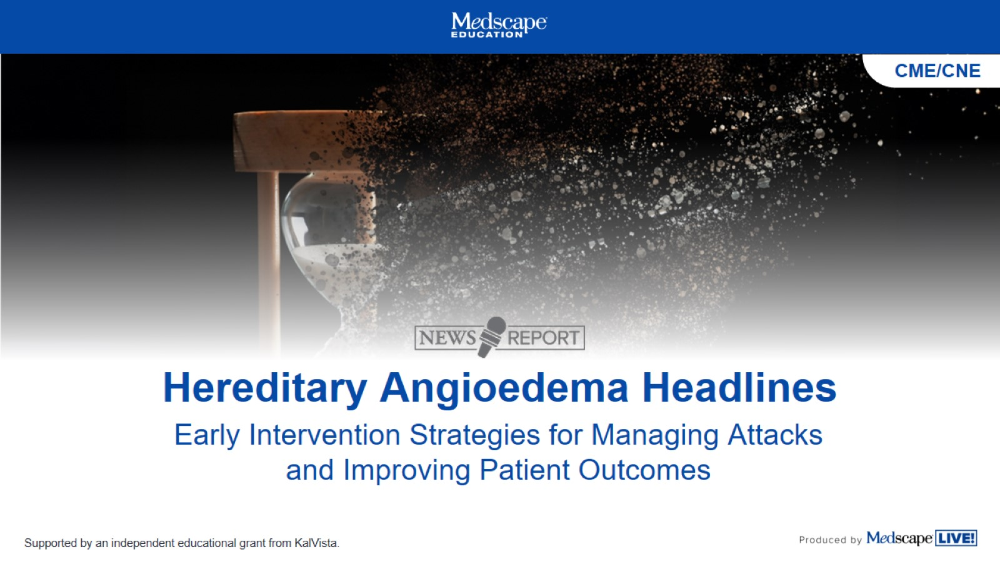 Medscape
EDUCATION
CME/CNE
NEWS REPORT
Hereditary Angioedema Headlines
Early Intervention Strategies for Managing Attacks
and Improving Patient Outcomes
Supported by an independent educational grant from KalVista.
Produced by Medscape LIVE!